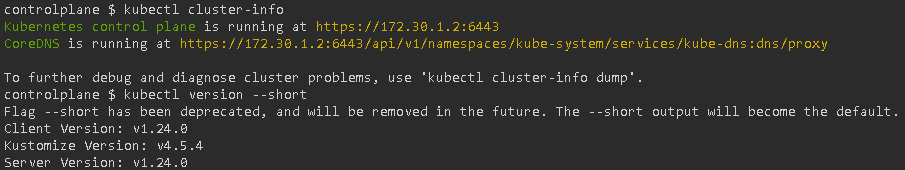 controlplane $ kubectl cluster-info
Kubernetes control plane is running at https://172.30.1.2:6443
CoreDNS is running at https://172.30.1.2:6443/api/v1/namespaces/kube-system/services/kube-dns:dns/proxy
To further debug and diagnose cluster problems, use 'kubectl cluster-info dump'.
controlplane $ kubectl version --short
Flag --short has been deprecated, and will be removed in the future. The --short output will become the default.
Client Version: v1.24.0
Kustomize Version: v4.5.4
Server Version: v1.24.0